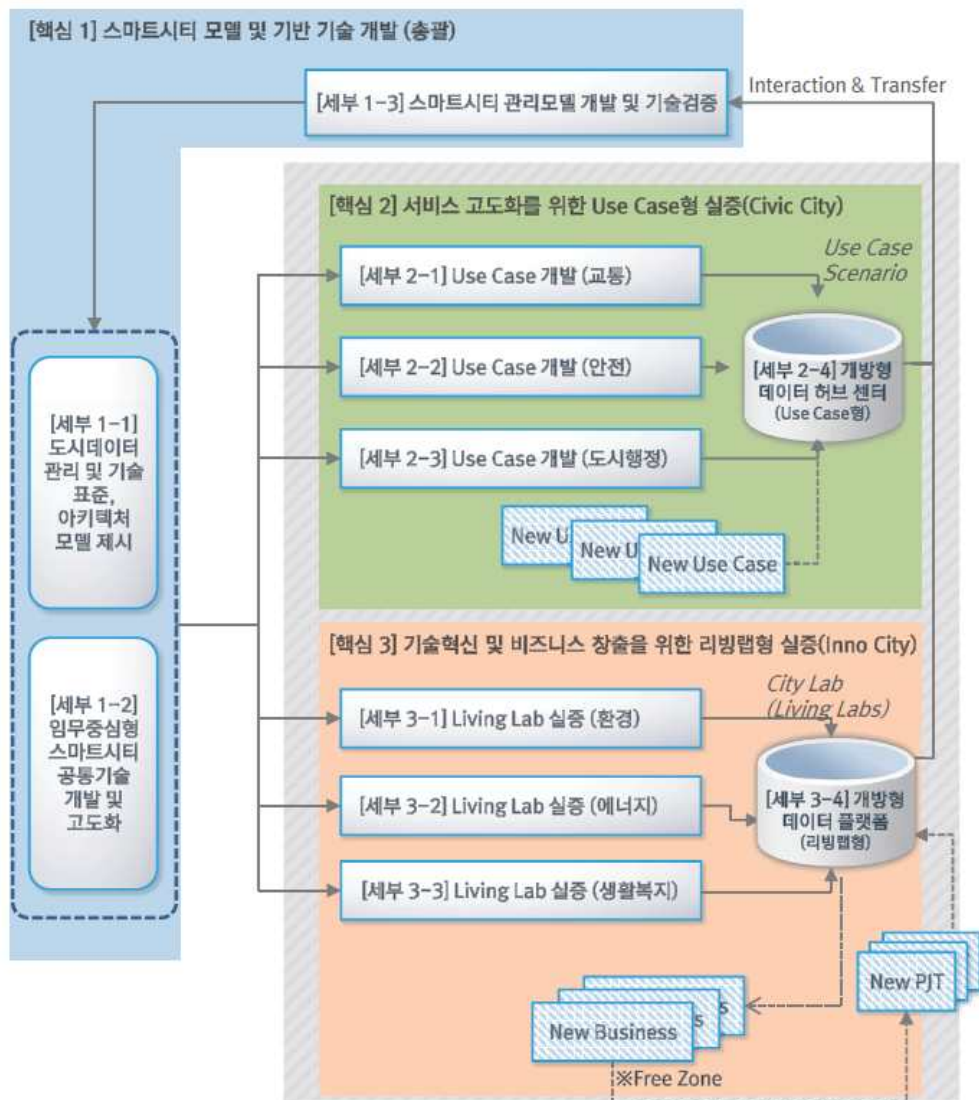 [핵심 1] 스마트시티 모델 및 기반 기술 개발 (총괄)
[세부 1-3] 스마트시티 관리모델 개발 및 기술검증
Interaction & Transfer
[핵심 2] 서비스 고도화를 위한 Use Case형 실증(Civic City)
[세부 2-1] Use Case 개발 (교통)
Use Case
Scenario
[세부 2-2] Use Case 개발 (안전)
[세부 2-4] 개방형
데이터 허브 센터
(Use Case형)
[세부 2-3] Use Case 개발 (도시행정)
New U
New U
New Use Case
[세부 1-1]
도시데이터
관리 및 기술
표준,
아키텍처
모델 제시
[세부 1-2]
임무중심형
스마트시티
공통기술
개발 및
고도화
[핵심 3] 기술혁신 및 비즈니스 창출을 위한 리빙랩형 실증(Inno City)
[세부 3-1] Living Lab 실증 (환경)
City Lab
(Living Labs)
[세부 3-2] Living Lab 실증 (에너지)
[세부 3-4] 개방형
데이터 플랫폼
(리빙랩형)
[세부 3-3] Living Lab 실증 (생활복지)
New PJT
s
s
New Business
※Free Zone